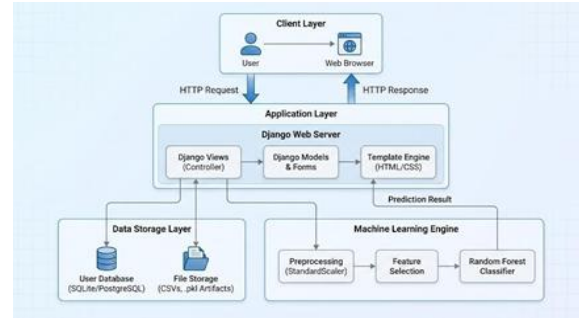 Client Layer
User
Web Browser
HTTP Request
HTTP Response
Application Layer
Django Web Server
Django Views
(Controller)
Django Models
& Forms
Template Engine
(HTML/CSS)
Prediction Result
Data Storage Layer
User Database
(SQLite/PostgreSQL)
File Storage
(CSVs, .pkl Artifacts)
Machine Learning Engine
Preprocessing
(StandardScaler)
Feature
Selection
Random Forest
Classifier